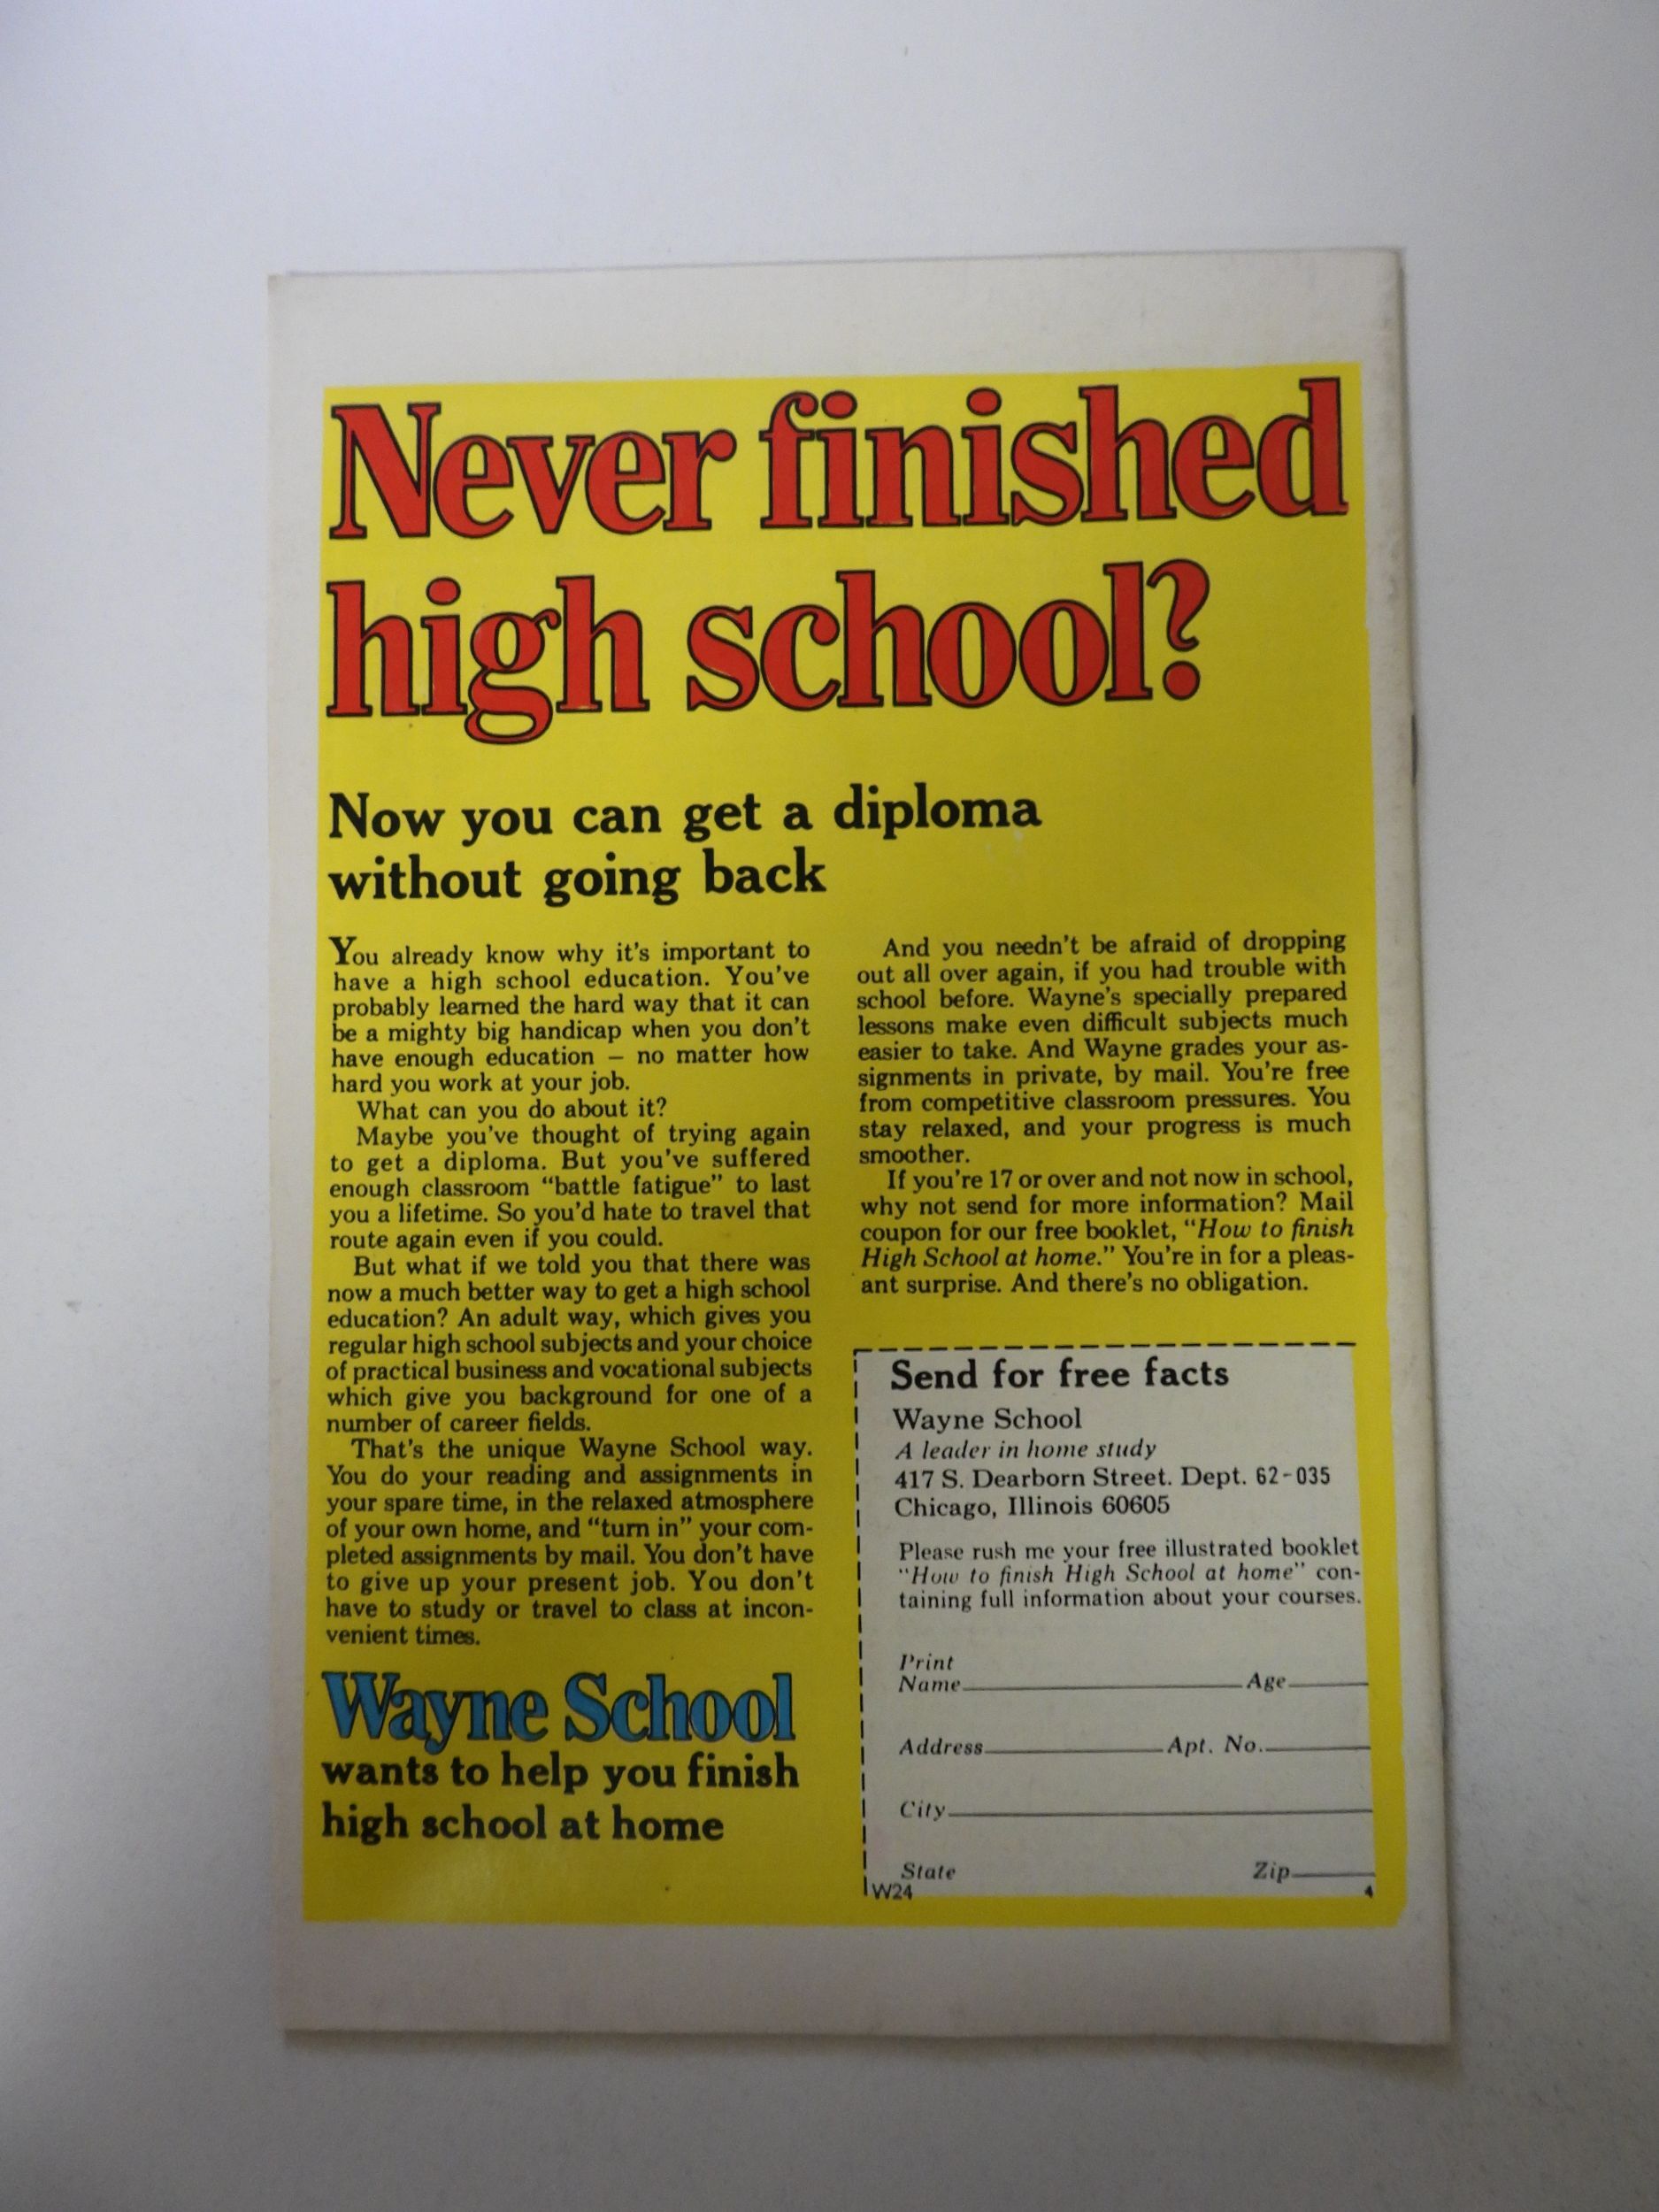 Never finished
high school?
Now you can get a diploma
without going back
You already know why it's important to
have a high school education. You've
probably learned the hard way that it can
be a mighty big handicap when you don't
have enough education – no matter how
hard you work at your job.
What can you do about it?
Maybe you've thought of trying again
to get a diploma. But you've suffered
enough classroom "battle fatigue" to last
you a lifetime. So you'd hate to travel that
route again even if you could.
But what if we told you that there was
now a much better way to get a high school
education? An adult way, which gives you
regular high school subjects and your choice
of practical business and vocational subjects
which give you background for one of a
number of career fields.
That's the unique Wayne School way.
You do your reading and assignments in
your spare time, in the relaxed atmosphere
of your own home, and "turn in" your com-
pleted assignments by mail. You don't have
to give up your present job. You don't
have to study or travel to class at incon-
venient times.
Wayne School
wants to help you finish
high school at home
And you needn't be afraid of dropping
out all over again, if you had trouble with
school before. Wayne's specially prepared
lessons make even difficult subjects much
easier to take. And Wayne grades your as-
signments in private, by mail. You're free
from competitive classroom pressures. You
stay relaxed, and your progress is much
smoother.
If you're 17 or over and not now in school,
why not send for more information? Mail
coupon for our free booklet, "How to finish
High School at home." You're in for a pleas-
ant surprise. And there's no obligation.
Send for free facts
Wayne School
A leader in home study
417 S. Dearborn Street. Dept. 62-035
Chicago, Illinois 60605
Please rush me your free illustrated booklet
"How to finish High School at home" con-
taining full information about your courses.
Print
Name Age
Address Apt. No.
City
State Zip
W24 4